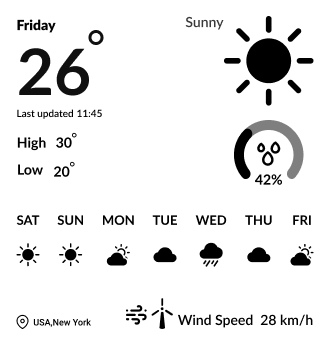 Friday
Sunny
26°
Last updated 11:45
High 30°
Low 20°
42%
SAT SUN MON TUE WED THU FRI
USA,New York
Wind Speed 28 km/h